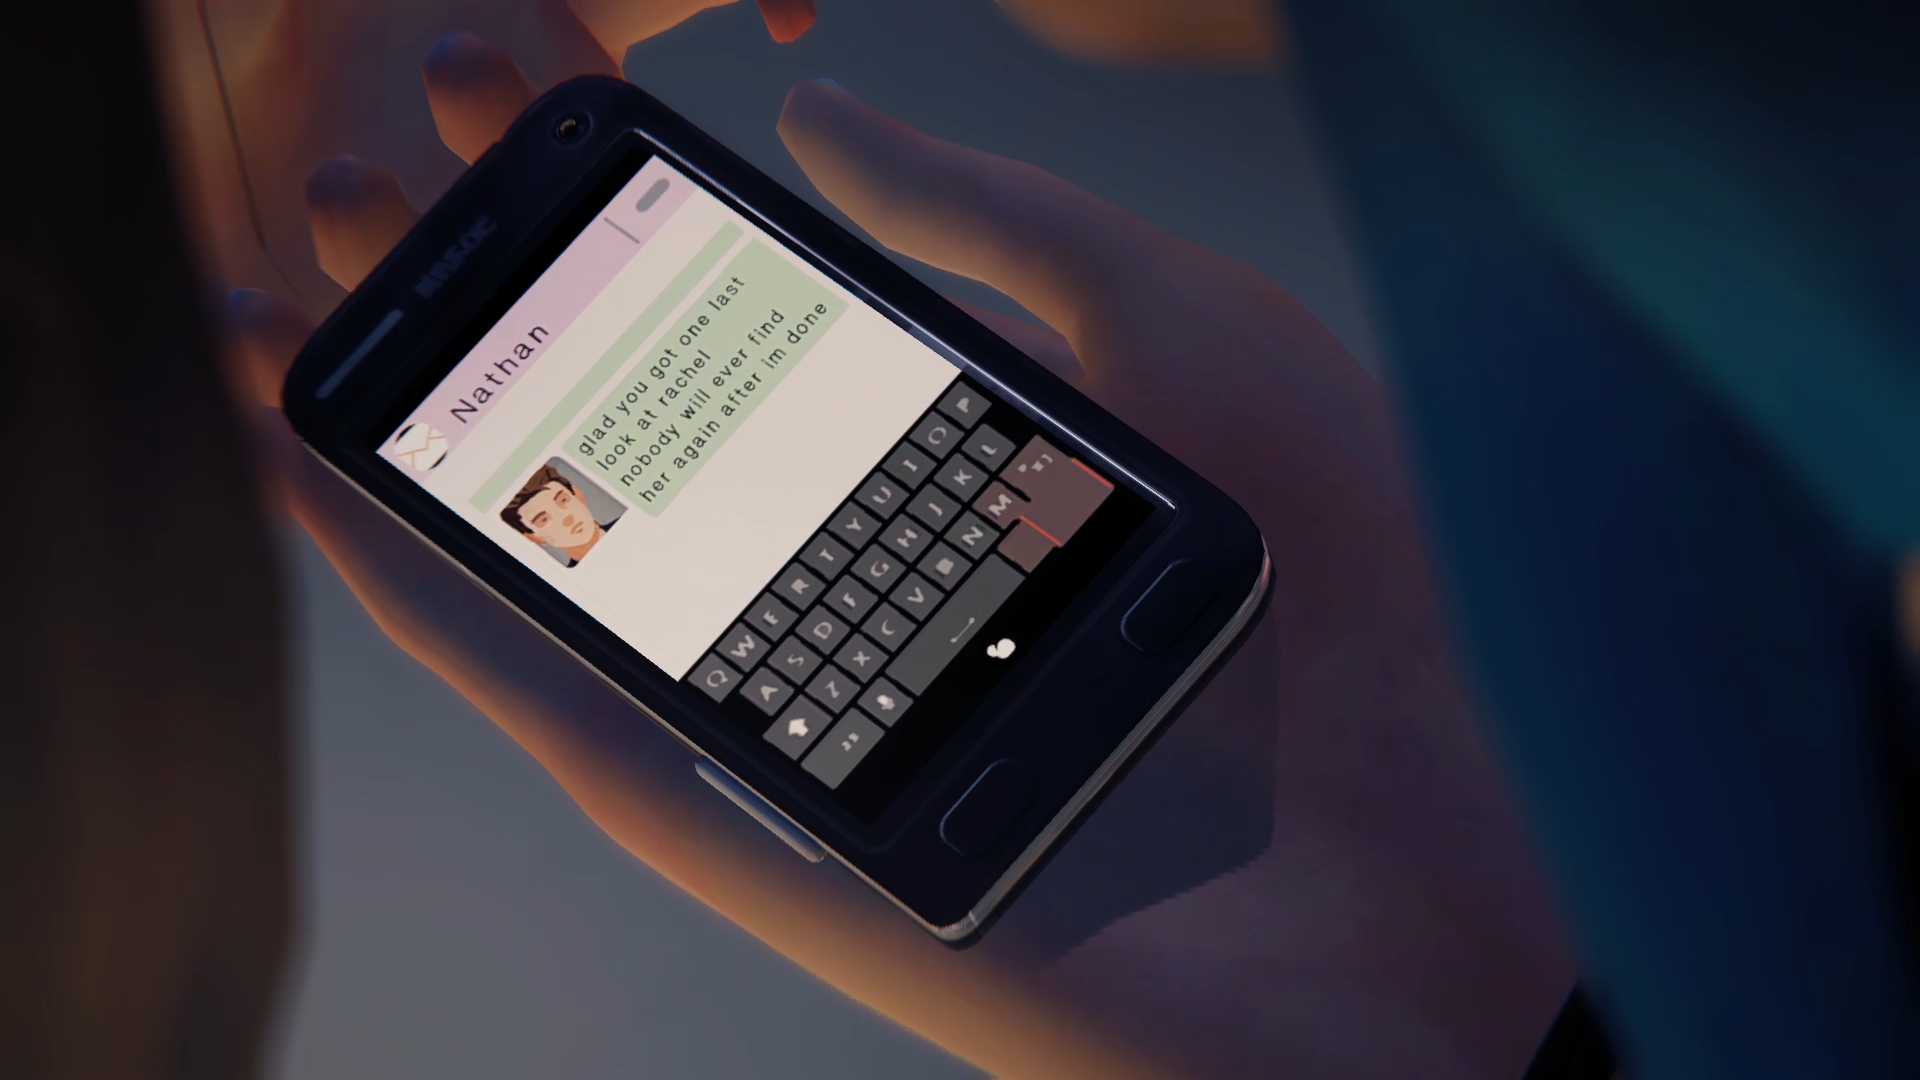 Nathan
glad you got one last
look at rachel
nobody will ever find
her again after im done
Q W E R T Y U I O P
A S D F G H J K L
Z X C V B N M